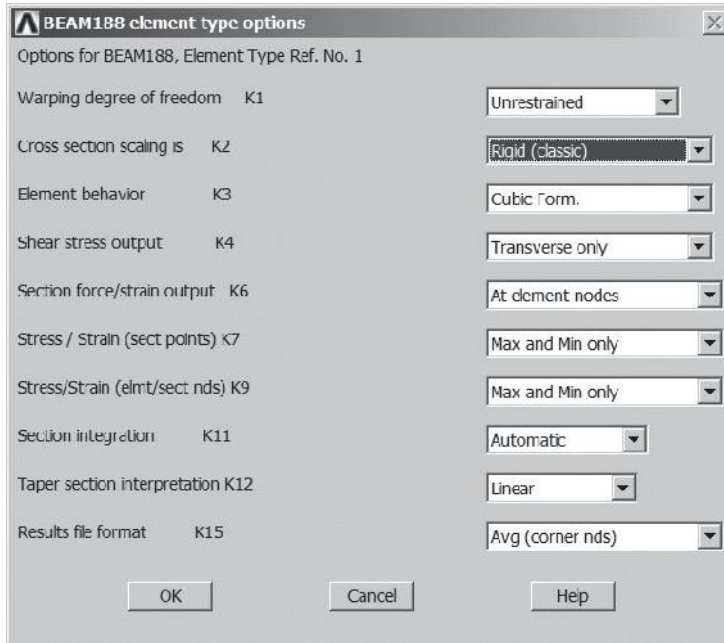 BEAM188 element type options
Options for BEAM188, Element Type Ref. No. 1
Warping degree of freedom K1 Unrestrained
Cross section scaling is K2 Rigid (classic)
Element behavior K3 Cubic Form.
Shear stress output K4 Transverse only
Section force/strain output K6 At element nodes
Stress / Strain (sect points) K7 Max and Min only
Stress/Strain (elmt/sect nds) K9 Max and Min only
Section integration K11 Automatic
Taper section interpretation K12 Linear
Results file format K15 Avg (corner nds)
OK Cancel Help